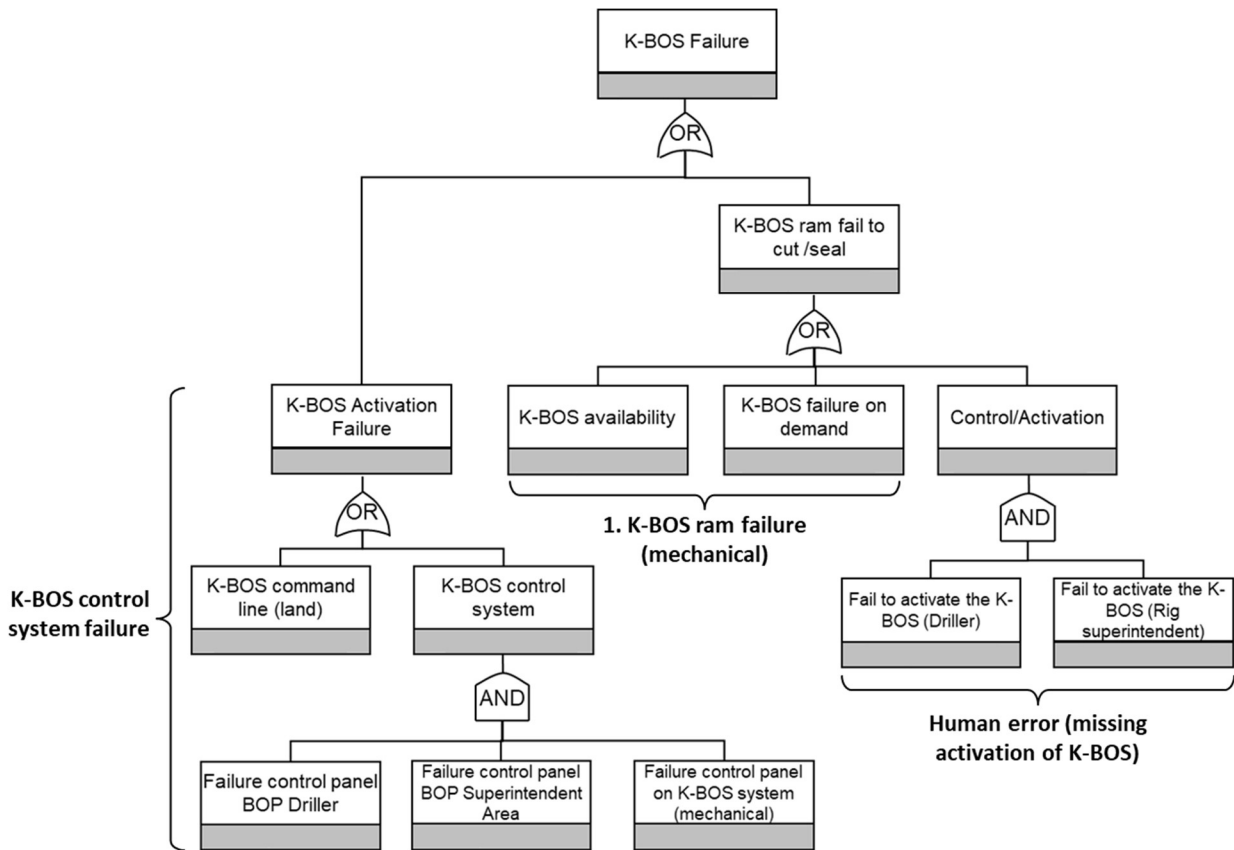 K-BOS Failure
OR
K-BOS ram fail to
cut /seal
OR
K-BOS Activation
Failure
K-BOS availability
K-BOS failure on
demand
Control/Activation
OR
1. K-BOS ram failure
(mechanical)
AND
K-BOS control
system failure
K-BOS command
line (land)
K-BOS control
system
Fail to activate the K-
BOS (Driller)
Fail to activate the K-
BOS (Rig
superintendent)
AND
Human error (missing
activation of K-BOS)
Failure control panel
BOP Driller
Failure control panel
BOP Superintendent
Area
Failure control panel
on K-BOS system
(mechanical)